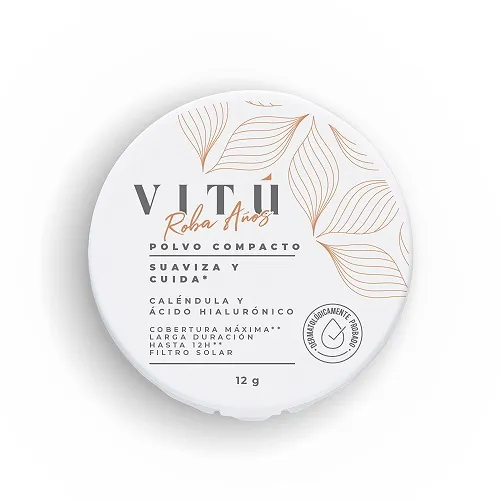 VITÚ
Roba Años
POLVO COMPACTO
SUAVIZA Y
CUIDA*
CALÉNDULA Y
ÁCIDO HIALURÓNICO
COBERTURA MÁXIMA**
LARGA DURACIÓN
HASTA 12H**
FILTRO SOLAR
DERMATOLÓGICAMENTE PROBADO
12 g